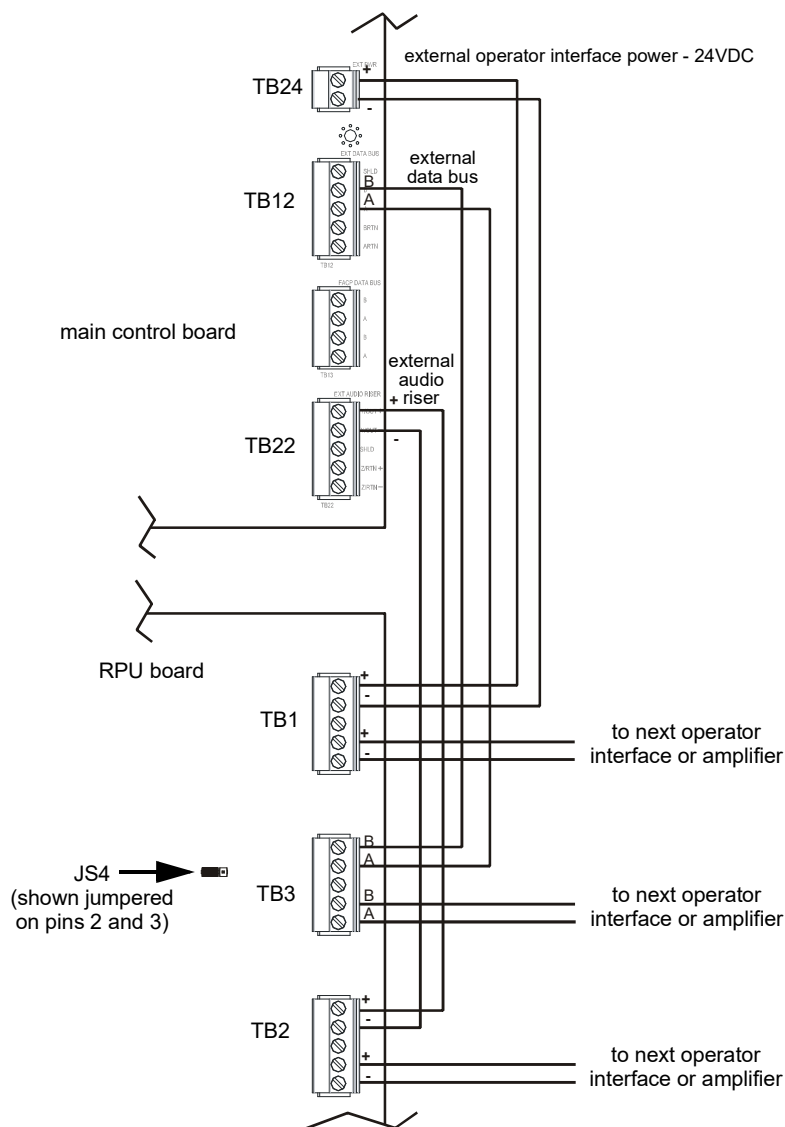 external operator interface power - 24VDC
EXT PWR
+
TB24
-
EXT DATA BUS
external
data bus
SHLD
B
TB12
A
BRTN
ARTN
TB12
FACP DATA BUS
B
A
main control board
B
A
TB13
external
audio
riser
EXT AUDIO RISER
+
TB22
-
SHLD
Z/RTN +
Z/RTN -
TB22
RPU board
+
-
TB1
+
-
to next operator
interface or amplifier
B
A
JS4
(shown jumpered
on pins 2 and 3)
TB3
B
A
to next operator
interface or amplifier
+
-
TB2
+
-
to next operator
interface or amplifier